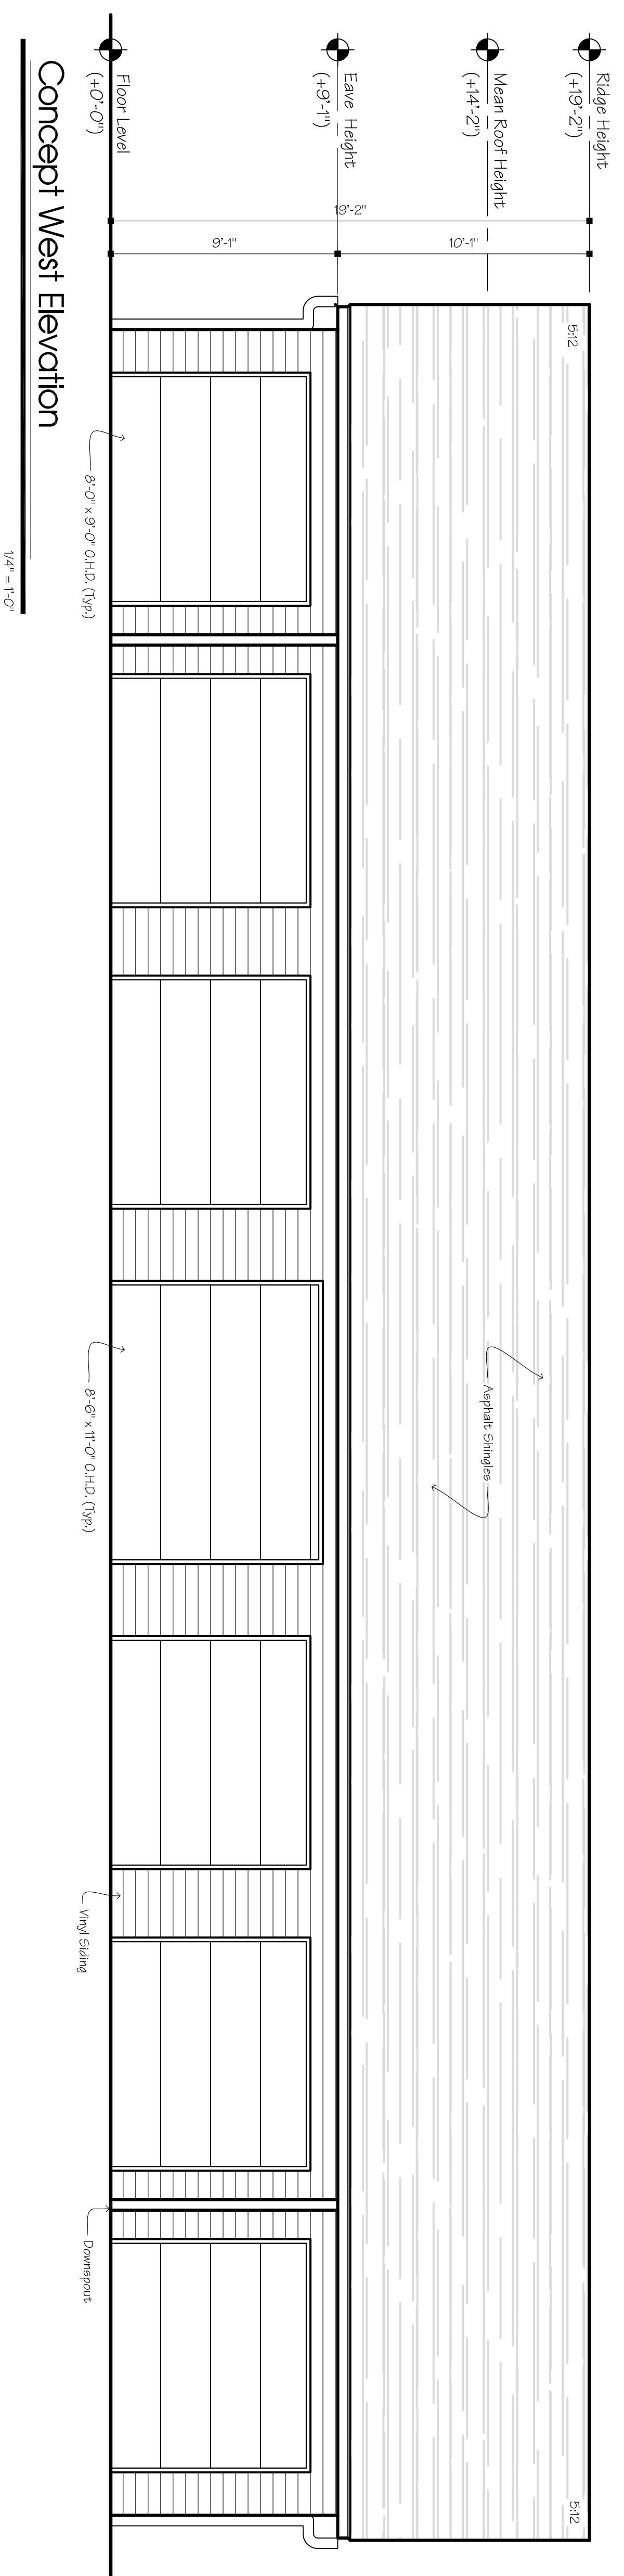 Ridge Height
(+19'-2")
Mean Roof Height
(+14'-2")
Eave Height
(+9'-1")
Floor Level
(+0'-0")
19'-2"
10'-1"
9'-1"
5:12
5:12
Asphalt Shingles
8'-0" x 9'-0" O.H.D. (Typ.)
8'-6" x 11'-0" O.H.D. (Typ.)
Vinyl Siding
Downspout
Concept West Elevation
1/4" = 1'-0"